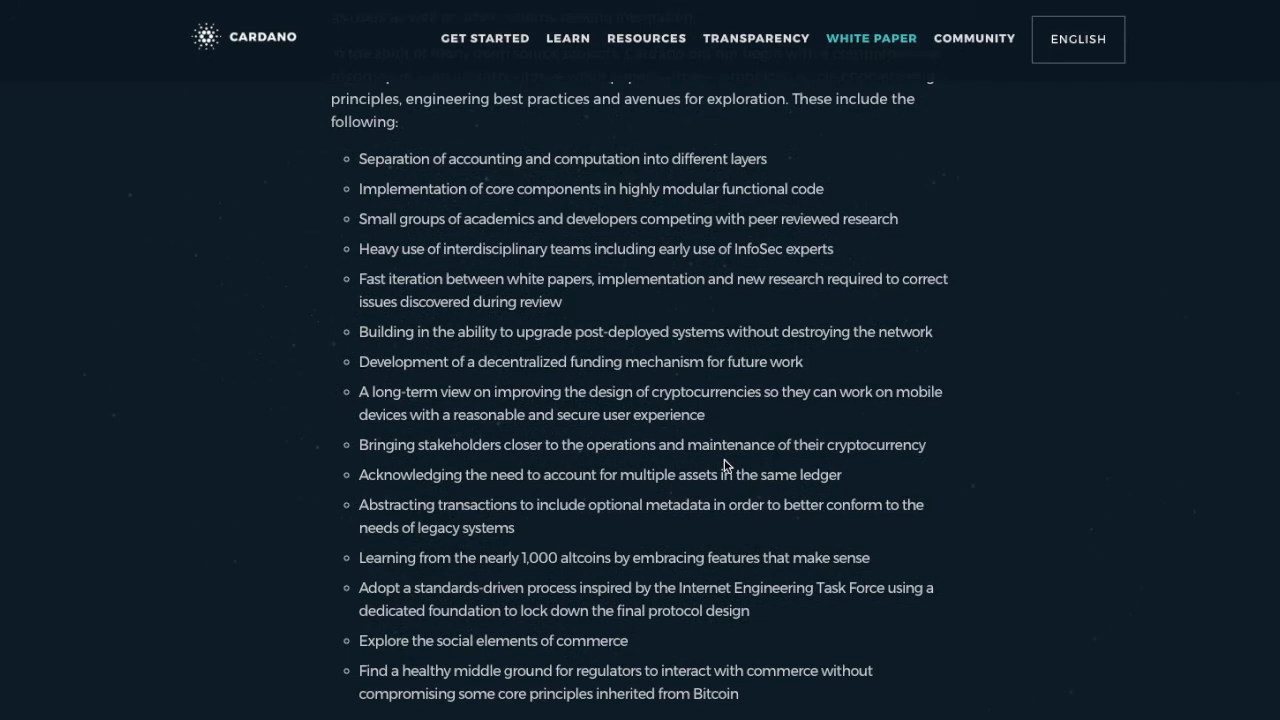 CARDANO
GET STARTED LEARN RESOURCES TRANSPARENCY WHITE PAPER COMMUNITY ENGLISH
principles, engineering best practices and avenues for exploration. These include the
following:
Separation of accounting and computation into different layers
Implementation of core components in highly modular functional code
Small groups of academics and developers competing with peer reviewed research
Heavy use of interdisciplinary teams including early use of InfoSec experts
Fast iteration between white papers, implementation and new research required to correct
issues discovered during review
Building in the ability to upgrade post-deployed systems without destroying the network
Development of a decentralized funding mechanism for future work
A long-term view on improving the design of cryptocurrencies so they can work on mobile
devices with a reasonable and secure user experience
Bringing stakeholders closer to the operations and maintenance of their cryptocurrency
Acknowledging the need to account for multiple assets in the same ledger
Abstracting transactions to include optional metadata in order to better conform to the
needs of legacy systems
Learning from the nearly 1,000 altcoins by embracing features that make sense
Adopt a standards-driven process inspired by the Internet Engineering Task Force using a
dedicated foundation to lock down the final protocol design
Explore the social elements of commerce
Find a healthy middle ground for regulators to interact with commerce without
compromising some core principles inherited from Bitcoin